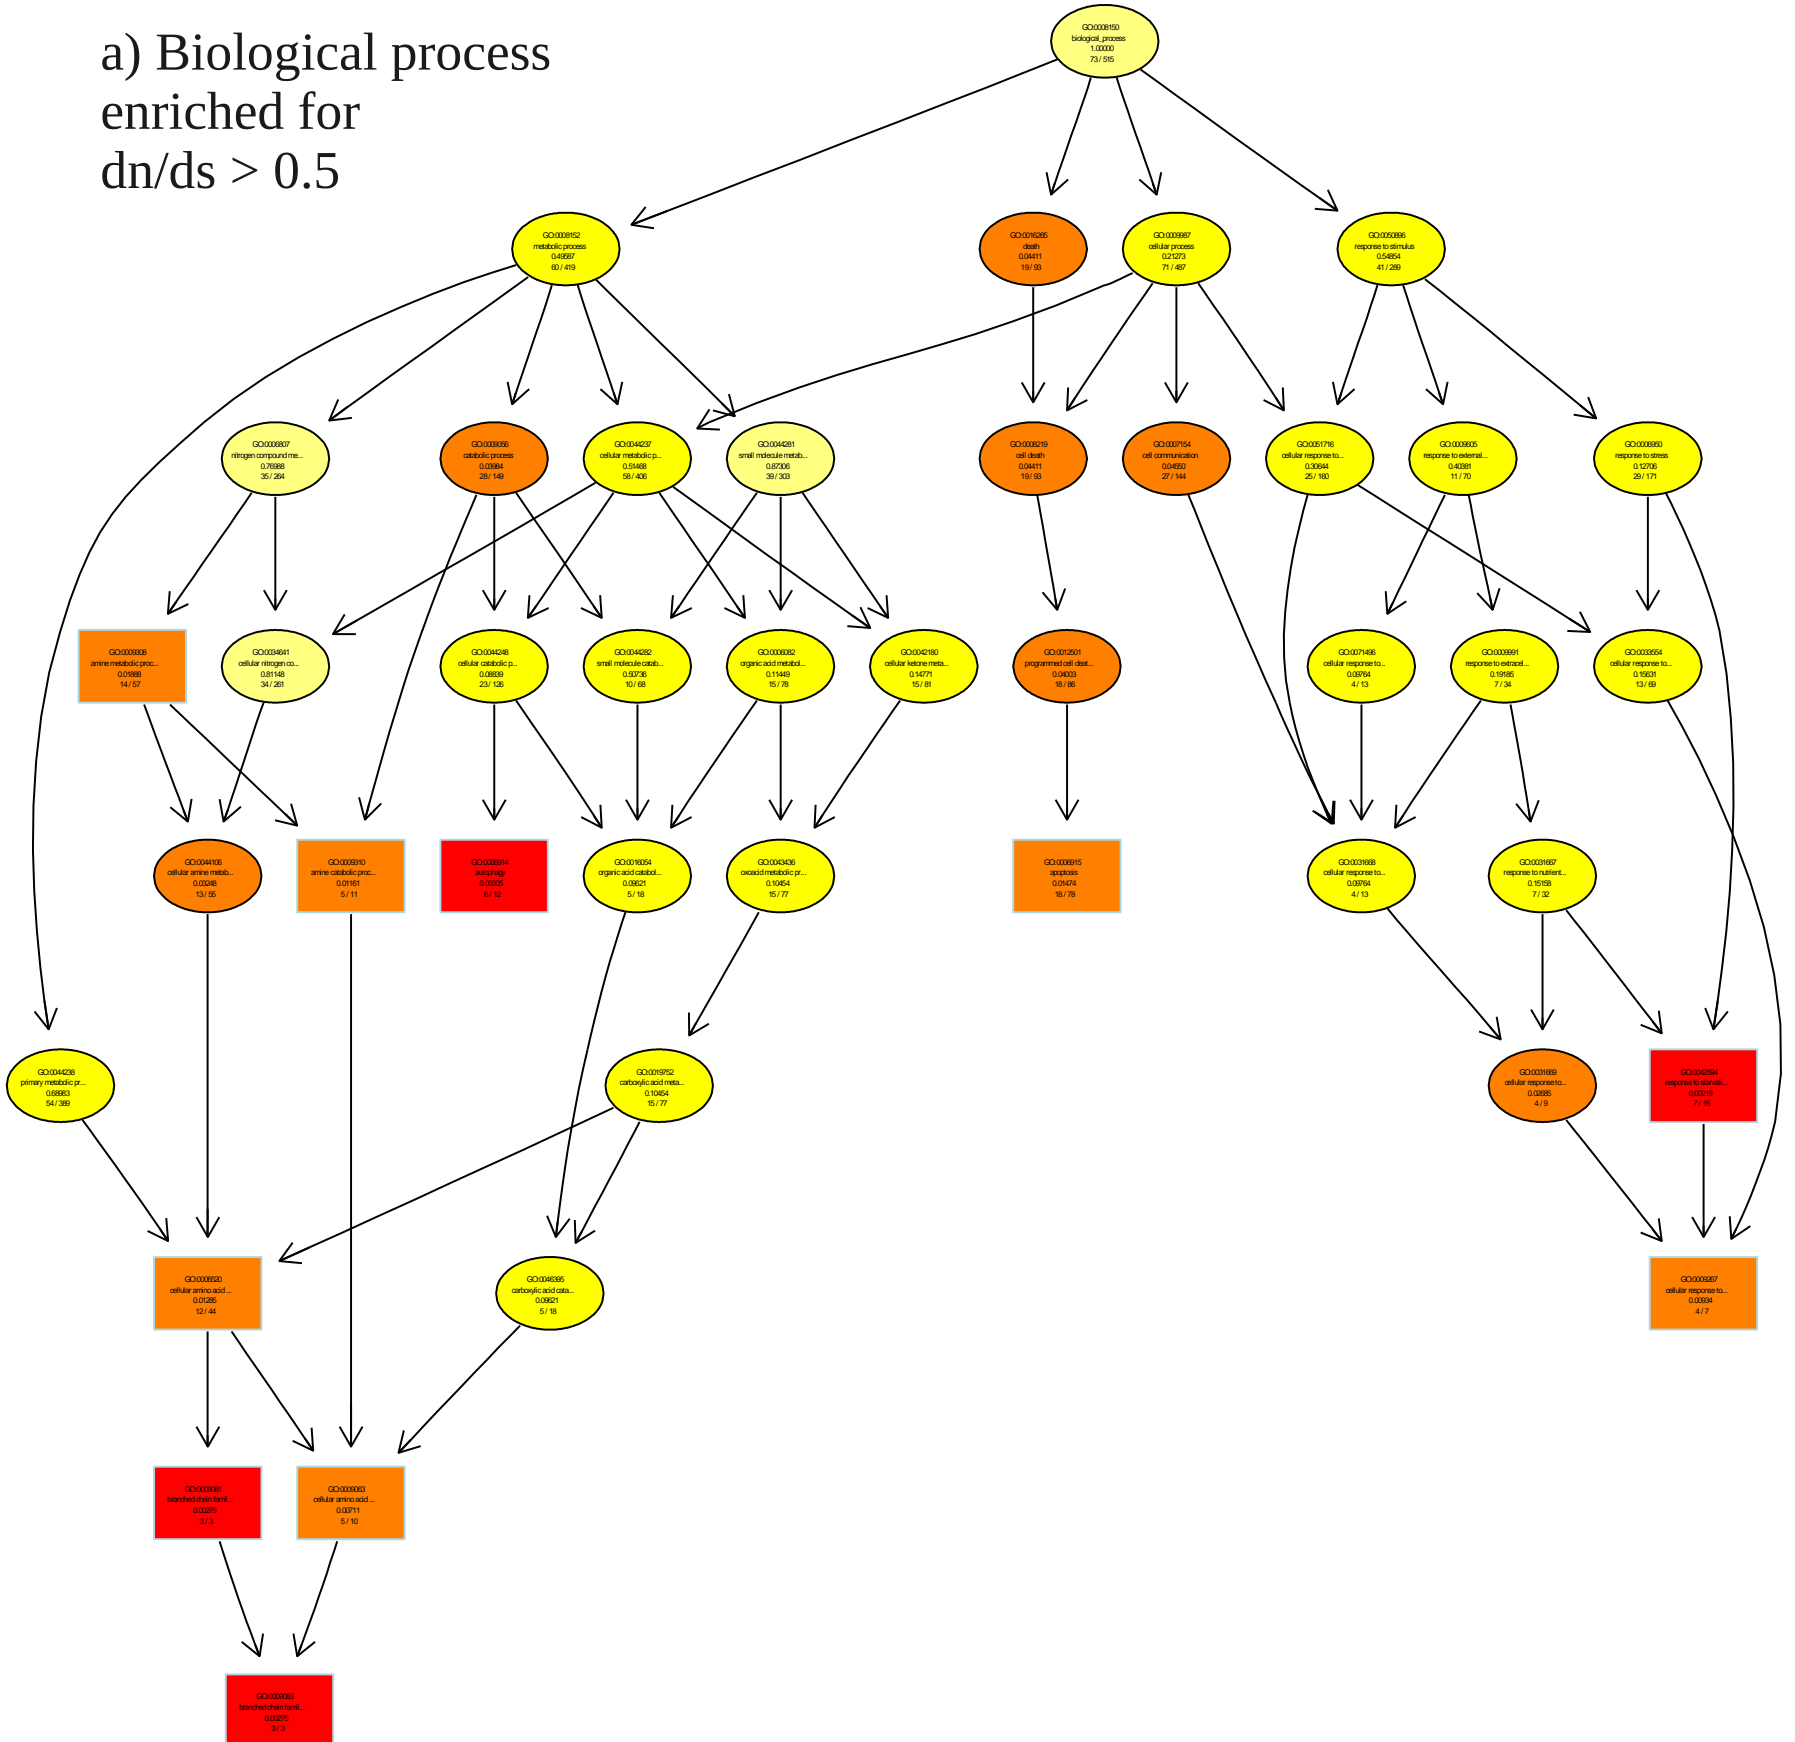 a) Biological process
enriched for
dn/ds > 0.5
GO:0008150
biological_process
1.00000
73 / 515
GO:0008152
metabolic process
0.49587
60 / 419
GO:0016265
death
0.04411
19 / 93
GO:0009987
cellular process
0.21273
71 / 487
GO:0050896
response to stimulus
0.54854
41 / 289
GO:0006807
nitrogen compound me...
0.76988
35 / 264
GO:0009056
catabolic process
0.03984
28 / 149
GO:0044237
cellular metabolic p...
0.51468
58 / 406
GO:0044281
small molecule metab...
0.87306
39 / 303
GO:0008219
cell death
0.04411
19 / 93
GO:0007154
cell communication
0.04550
27 / 144
GO:0051716
cellular response to...
0.30644
25 / 160
GO:0009605
response to external...
0.40381
11 / 70
GO:0006950
response to stress
0.12706
29 / 171
GO:0009308
amine metabolic proc...
0.01888
14 / 57
GO:0034641
cellular nitrogen co...
0.81148
34 / 261
GO:0044248
cellular catabolic p...
0.08839
23 / 126
GO:0044282
small molecule catab...
0.50736
10 / 68
GO:0006082
organic acid metabol...
0.11449
15 / 78
GO:0042180
cellular ketone meta...
0.14771
15 / 81
GO:0012501
programmed cell deat...
0.04003
18 / 86
GO:0071496
cellular response to...
0.09764
4 / 13
GO:0009991
response to extracel...
0.19185
7 / 34
GO:0033554
cellular response to...
0.15631
13 / 69
GO:0044106
cellular amine metab...
0.03248
13 / 55
GO:0009310
amine catabolic proc...
0.01161
5 / 11
GO:0006914
autophagy
0.00305
6 / 12
GO:0016054
organic acid catabol...
0.09621
5 / 18
GO:0043436
oxoacid metabolic pr...
0.10454
15 / 77
GO:0006915
apoptosis
0.01474
18 / 78
GO:0031668
cellular response to...
0.09764
4 / 13
GO:0031667
response to nutrient...
0.15158
7 / 32
GO:0044238
primary metabolic pr...
0.68983
54 / 389
GO:0019752
carboxylic acid meta...
0.10454
15 / 77
GO:0031669
cellular response to...
0.02685
4 / 9
GO:0042594
response to starvati...
0.00219
7 / 15
GO:0006520
cellular amino acid ...
0.01285
12 / 44
GO:0046395
carboxylic acid cata...
0.09621
5 / 18
GO:0009267
cellular response to...
0.00934
4 / 7
GO:0009081
branched chain famil...
0.00275
3 / 3
GO:0009063
cellular amino acid ...
0.00711
5 / 10
GO:0009083
branched chain famil...
0.00275
3 / 3